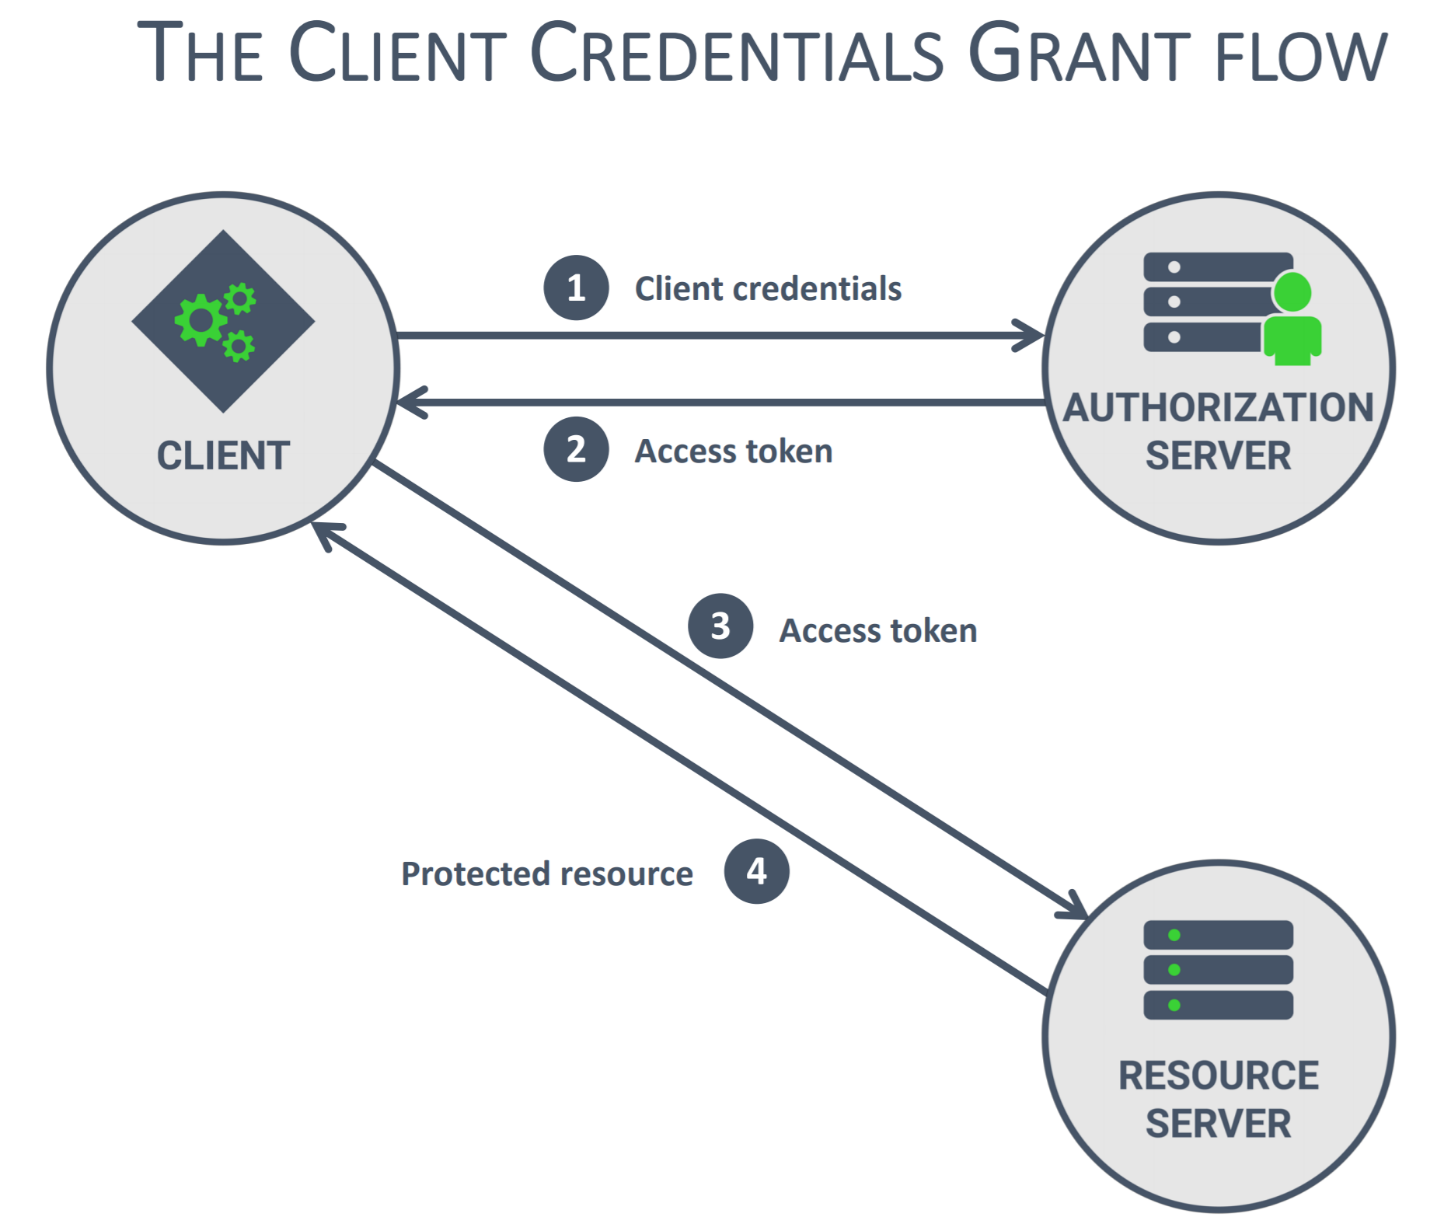 THE CLIENT CREDENTIALS GRANT FLOW
1 Client credentials
CLIENT
AUTHORIZATION
SERVER
2 Access token
3 Access token
Protected resource 4
RESOURCE
SERVER